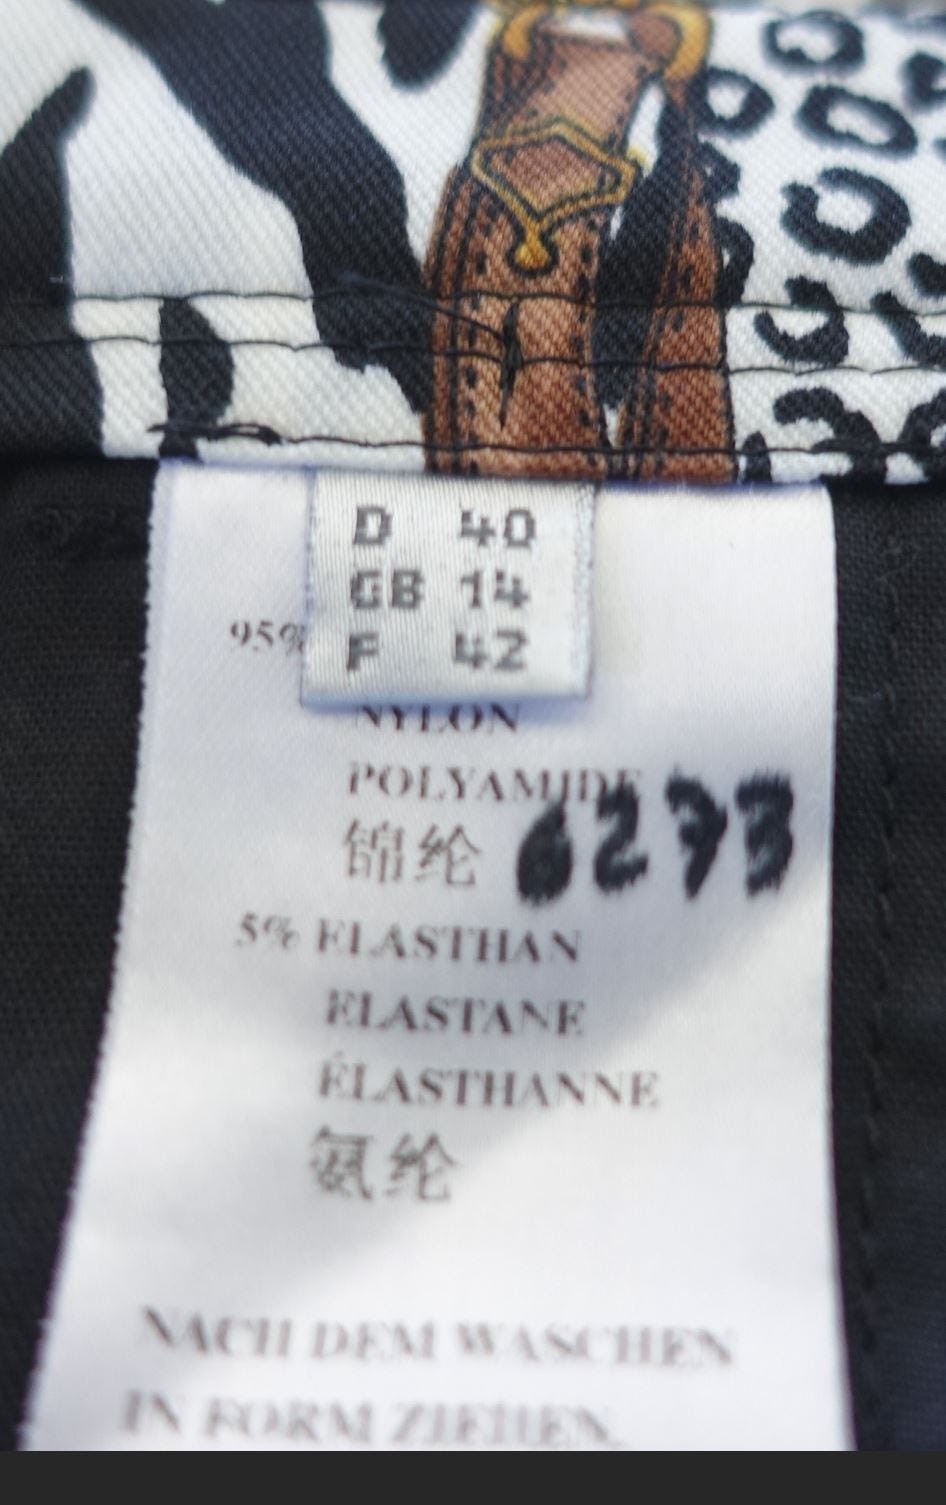 D 40
GB 14
F 42
95%
NYLON
POLYAMIDE
锦纶 6273
5% ELASTHAN
ELASTANE
ÉLASTHANNE
氨纶
NACH DEM WASCHEN
IN FORM ZIEHEN.